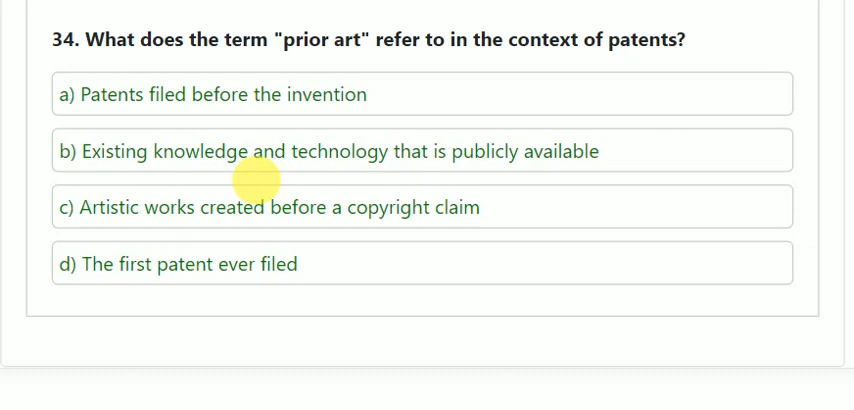 34. What does the term "prior art" refer to in the context of patents?
a) Patents filed before the invention
b) Existing knowledge and technology that is publicly available
c) Artistic works created before a copyright claim
d) The first patent ever filed